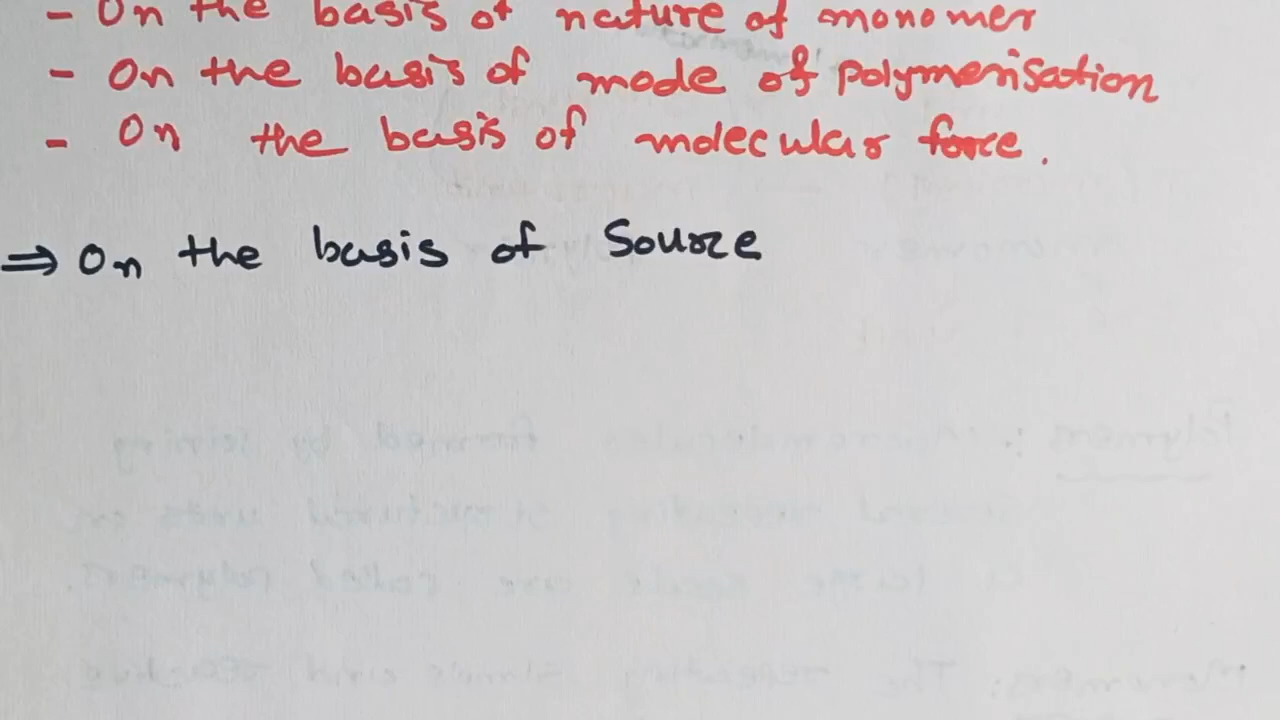 - On the basis of nature of monomer
- On the basis of mode of polymerisation
- On the basis of molecular force.
⇒ On the basis of Source